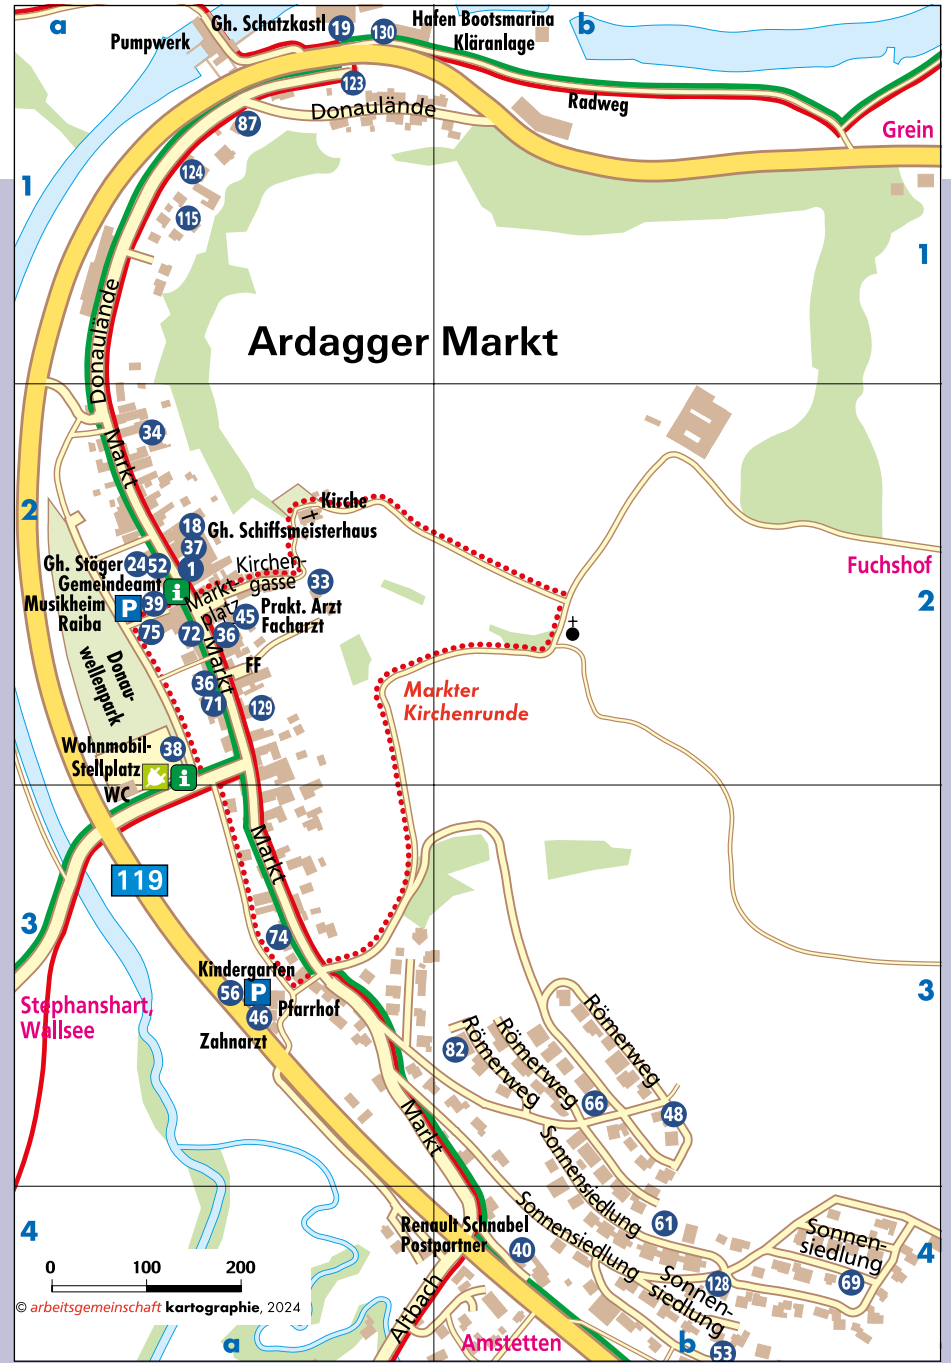 a
b
Gh. Schatzkastl
19
130
Hafen Bootsmarina
Kläranlage
Pumpwerk
123
Donaulände
Radweg
Grein
87
124
115
1
1
Donaulände
Ardagger Markt
34
Markt
2
Kirche
18
Gh. Schiffsmeisterhaus
37
Gh. Stöger
24
52
1
Kirchen-
gasse
33
Fuchshof
Gemeindeamt
i
Musikheim
P
39
Markt-
platz
45
Prakt. Arzt
Facharzt
Raiba
75
72
36
2
Markt
FF
Donau-
wellenpark
36
71
129
Markter
Kirchenrunde
Wohnmobil-
Stellplatz
38
i
WC
Markt
119
3
74
Kindergarten
56
P
Pfarrhof
46
Zahnarzt
Stephanshart,
Wallsee
3
Römerweg
Römerweg
Römerweg
82
66
48
Markt
Sonnensiedlung
Sonnensiedlung
61
4
Renault Schnabel
Postpartner
40
Sonnen-
siedlung
69
4
Sonnen-
siedlung
128
53
Altbach
Amstetten
0
100
200
© arbeitsgemeinschaft kartographie, 2024
a
b